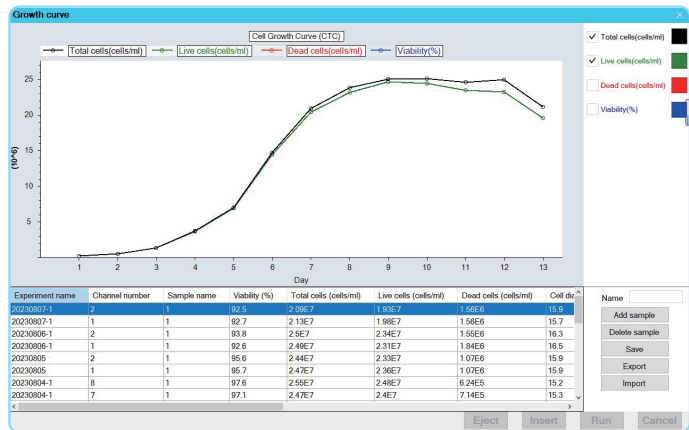 Growth curve
Cell Growth Curve (CTC)
Total cells(cells/ml) Live cells(cells/ml) Dead cells(cells/ml) Viability(%)
25
20
15
10
5
(10^6)
1 2 3 4 5 6 7 8 9 10 11 12 13
Day
Total cells(cells/ml)
Live cells(cells/ml)
Dead cells(cells/ml)
Viability(%)
Experiment name Channel number Sample name Viability (%) Total cells (cells/ml) Live cells (cells/ml) Dead cells (cells/ml) Cell dia
20230807-1 2 1 92.5 2.09E7 1.93E7 1.56E6 15.9
20230807-1 1 1 92.7 2.13E7 1.98E7 1.56E6 15.7
20230806-1 2 1 93.8 2.5E7 2.34E7 1.55E6 16.3
20230806-1 1 1 92.6 2.49E7 2.31E7 1.84E6 16.5
20230805 2 1 95.6 2.44E7 2.33E7 1.07E6 15.9
20230805 1 1 95.7 2.47E7 2.36E7 1.07E6 15.9
20230804-1 8 1 97.6 2.55E7 2.48E7 6.24E5 15.2
20230804-1 7 1 97.1 2.47E7 2.4E7 7.14E5 15.3
Name
Add sample
Delete sample
Save
Export
Import
Eject Insert Run Cancel